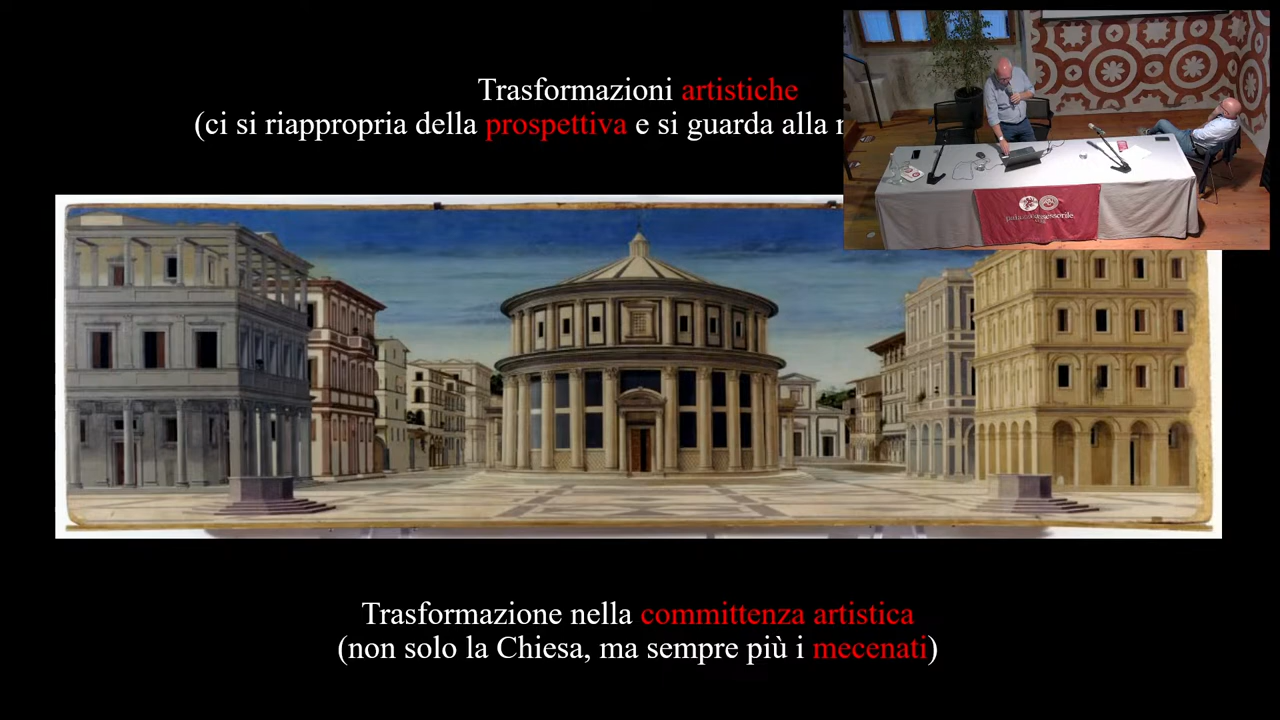 Trasformazioni artistiche
(ci si riappropria della prospettiva e si guarda alla
Trasformazione nella committenza artistica
(non solo la Chiesa, ma sempre più i mecenati)